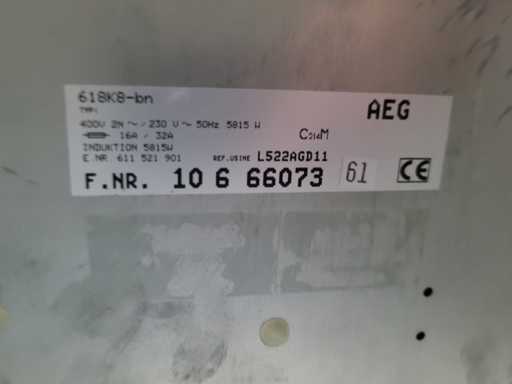 618K8-bn
AEG
TYP:
400V 2N ~ / 230 V ~ 50Hz 5815 W
16A / 32A
INDUKTION 5815W
E.NR. 611 521 901 REF.USINE L522AGD11
F.NR. 10 6 66073 61 CE